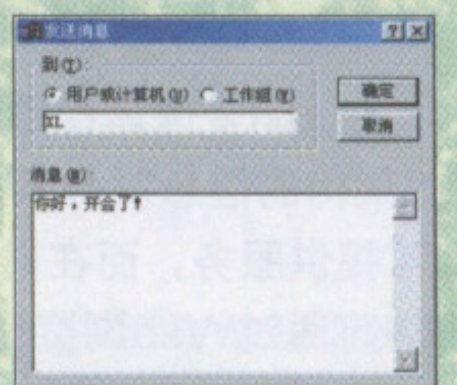 发送消息
到(T):
用户或计算机(U) 工作组(W)
XL
确定
取消
消息(M):
你好，开会了！